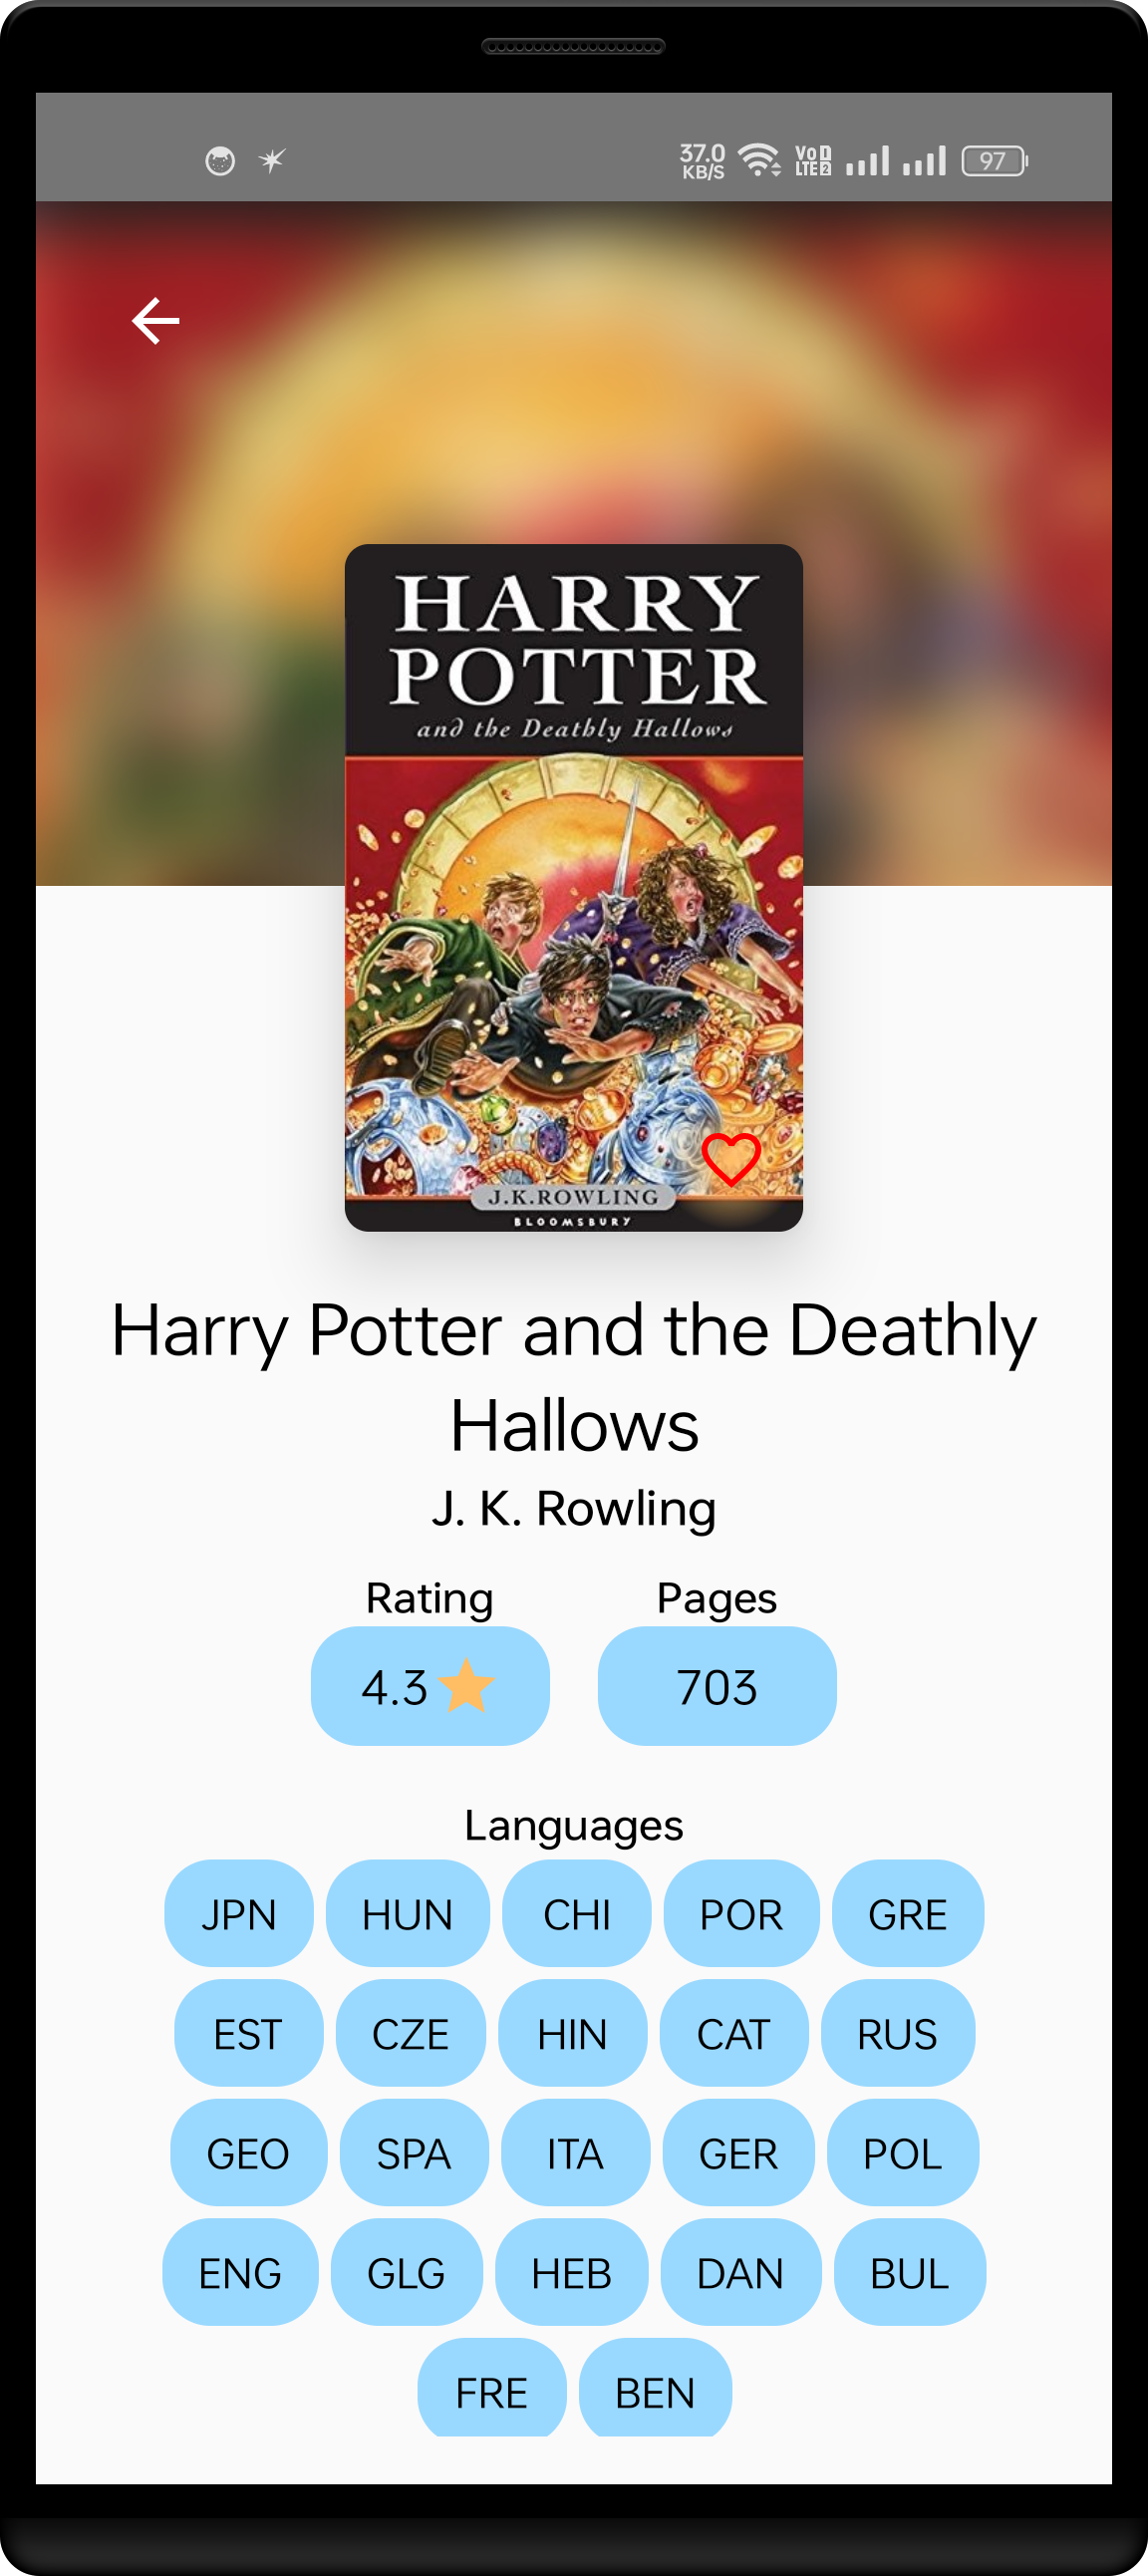 37.0
KB/S
Vo
LTE 2
97
HARRY
POTTER
and the Deathly Hallows
J.K.ROWLING
BLOOMSBURY
Harry Potter and the Deathly
Hallows
J. K. Rowling
Rating Pages
4.3 703
Languages
JPN HUN CHI POR GRE
EST CZE HIN CAT RUS
GEO SPA ITA GER POL
ENG GLG HEB DAN BUL
FRE BEN